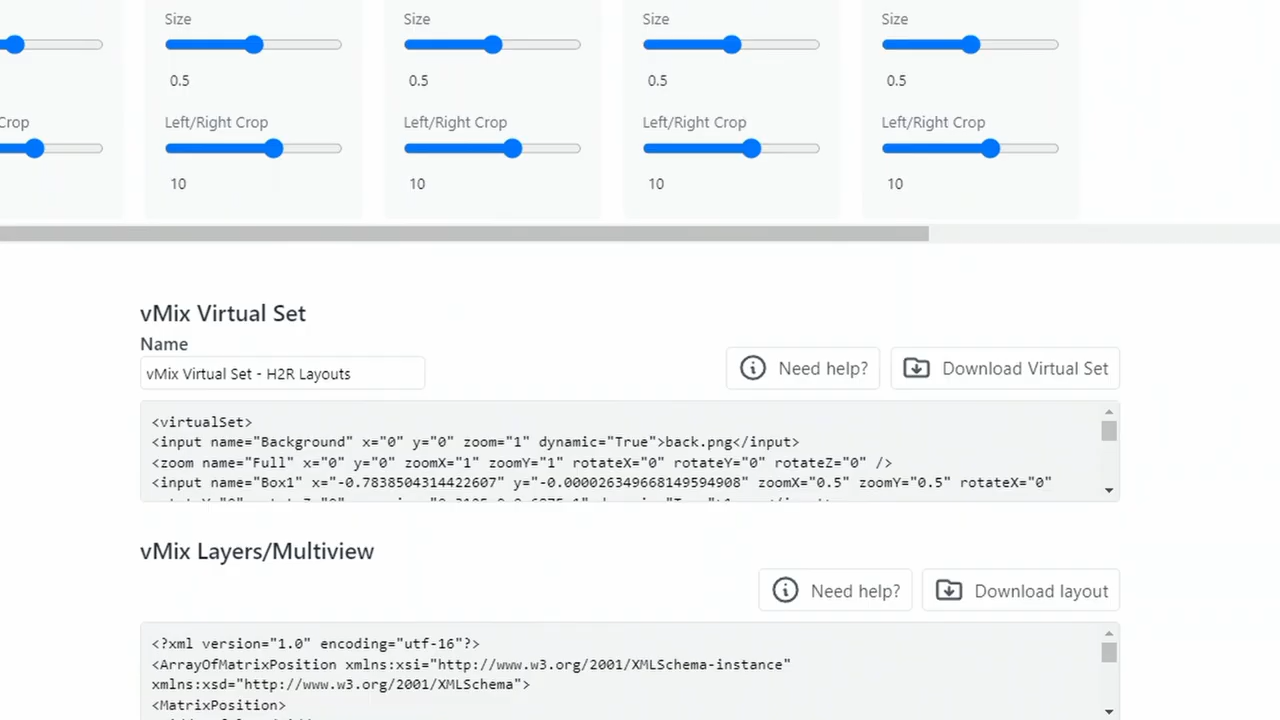 Size Size Size Size
0.5 0.5 0.5 0.5
Crop Left/Right Crop Left/Right Crop Left/Right Crop Left/Right Crop
10 10 10 10
vMix Virtual Set
Name
vMix Virtual Set - H2R Layouts
Need help?
Download Virtual Set
<virtualSet>
<input name="Background" x="0" y="0" zoom="1" dynamic="True">back.png</input>
<zoom name="Full" x="0" y="0" zoomX="1" zoomY="1" rotateX="0" rotateY="0" rotateZ="0" />
<input name="Box1" x="-0.7838504314422607" y="-0.000026349668149594908" zoomX="0.5" zoomY="0.5" rotateX="0"
vMix Layers/Multiview
Need help?
Download layout
<?xml version="1.0" encoding="utf-16"?>
<ArrayOfMatrixPosition xmlns:xsi="http://www.w3.org/2001/XMLSchema-instance"
xmlns:xsd="http://www.w3.org/2001/XMLSchema">
<MatrixPosition>